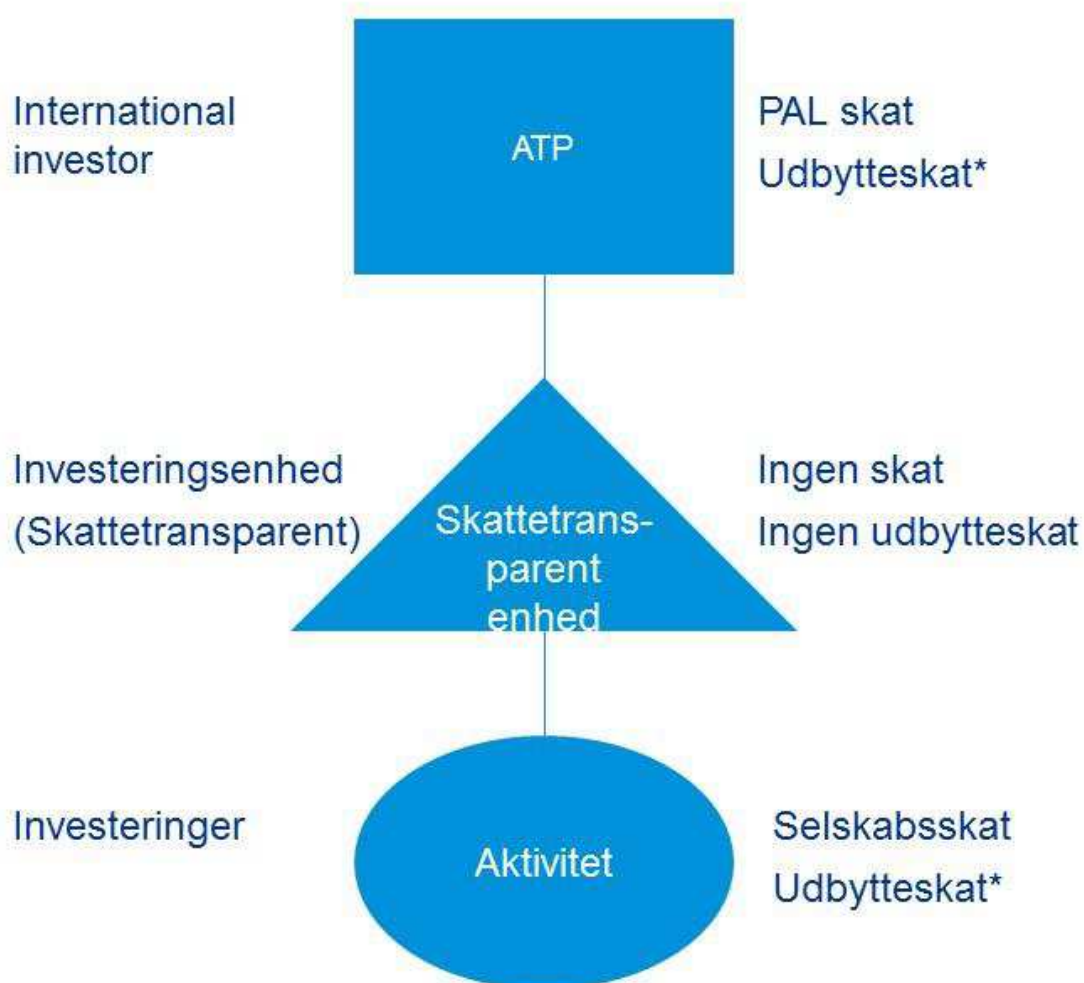 International
investor
ATP
PAL skat
Udbytteskat*
Investeringsenhed
(Skattetransparent)
Skattetrans-
parent
enhed
Ingen skat
Ingen udbytteskat
Investeringer
Aktivitet
Selskabsskat
Udbytteskat*